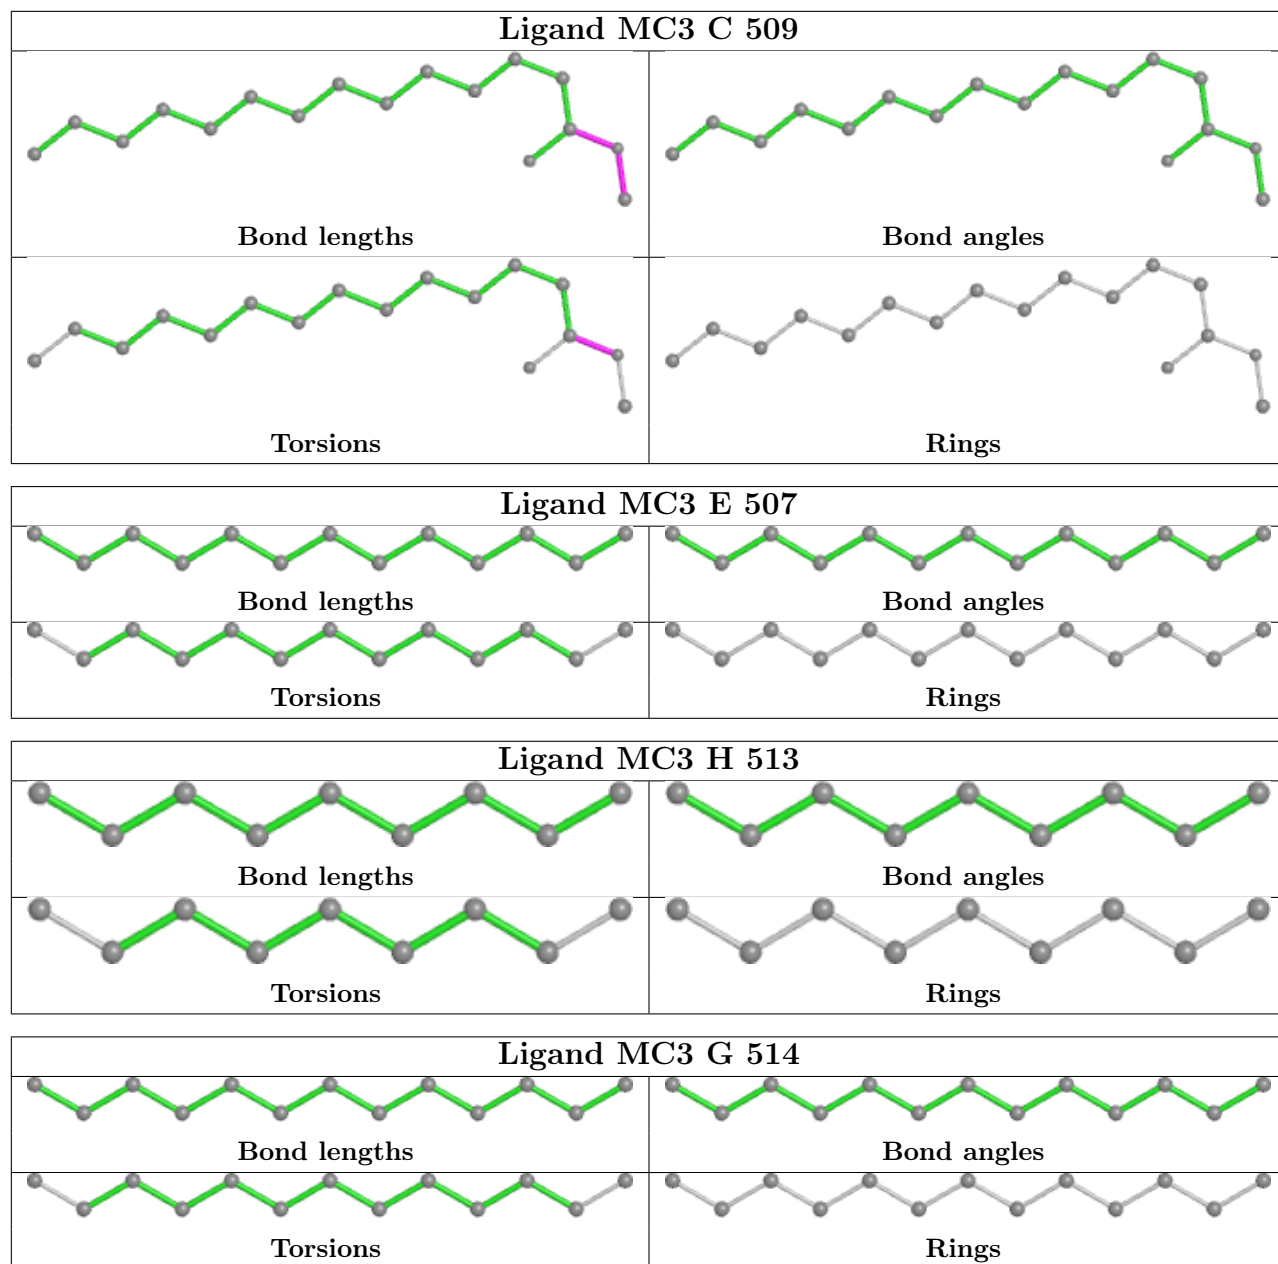 Ligand MC3 C 509
Bond lengths
Bond angles
Torsions
Rings
Ligand MC3 E 507
Bond lengths
Bond angles
Torsions
Rings
Ligand MC3 H 513
Bond lengths
Bond angles
Torsions
Rings
Ligand MC3 G 514
Bond lengths
Bond angles
Torsions
Rings